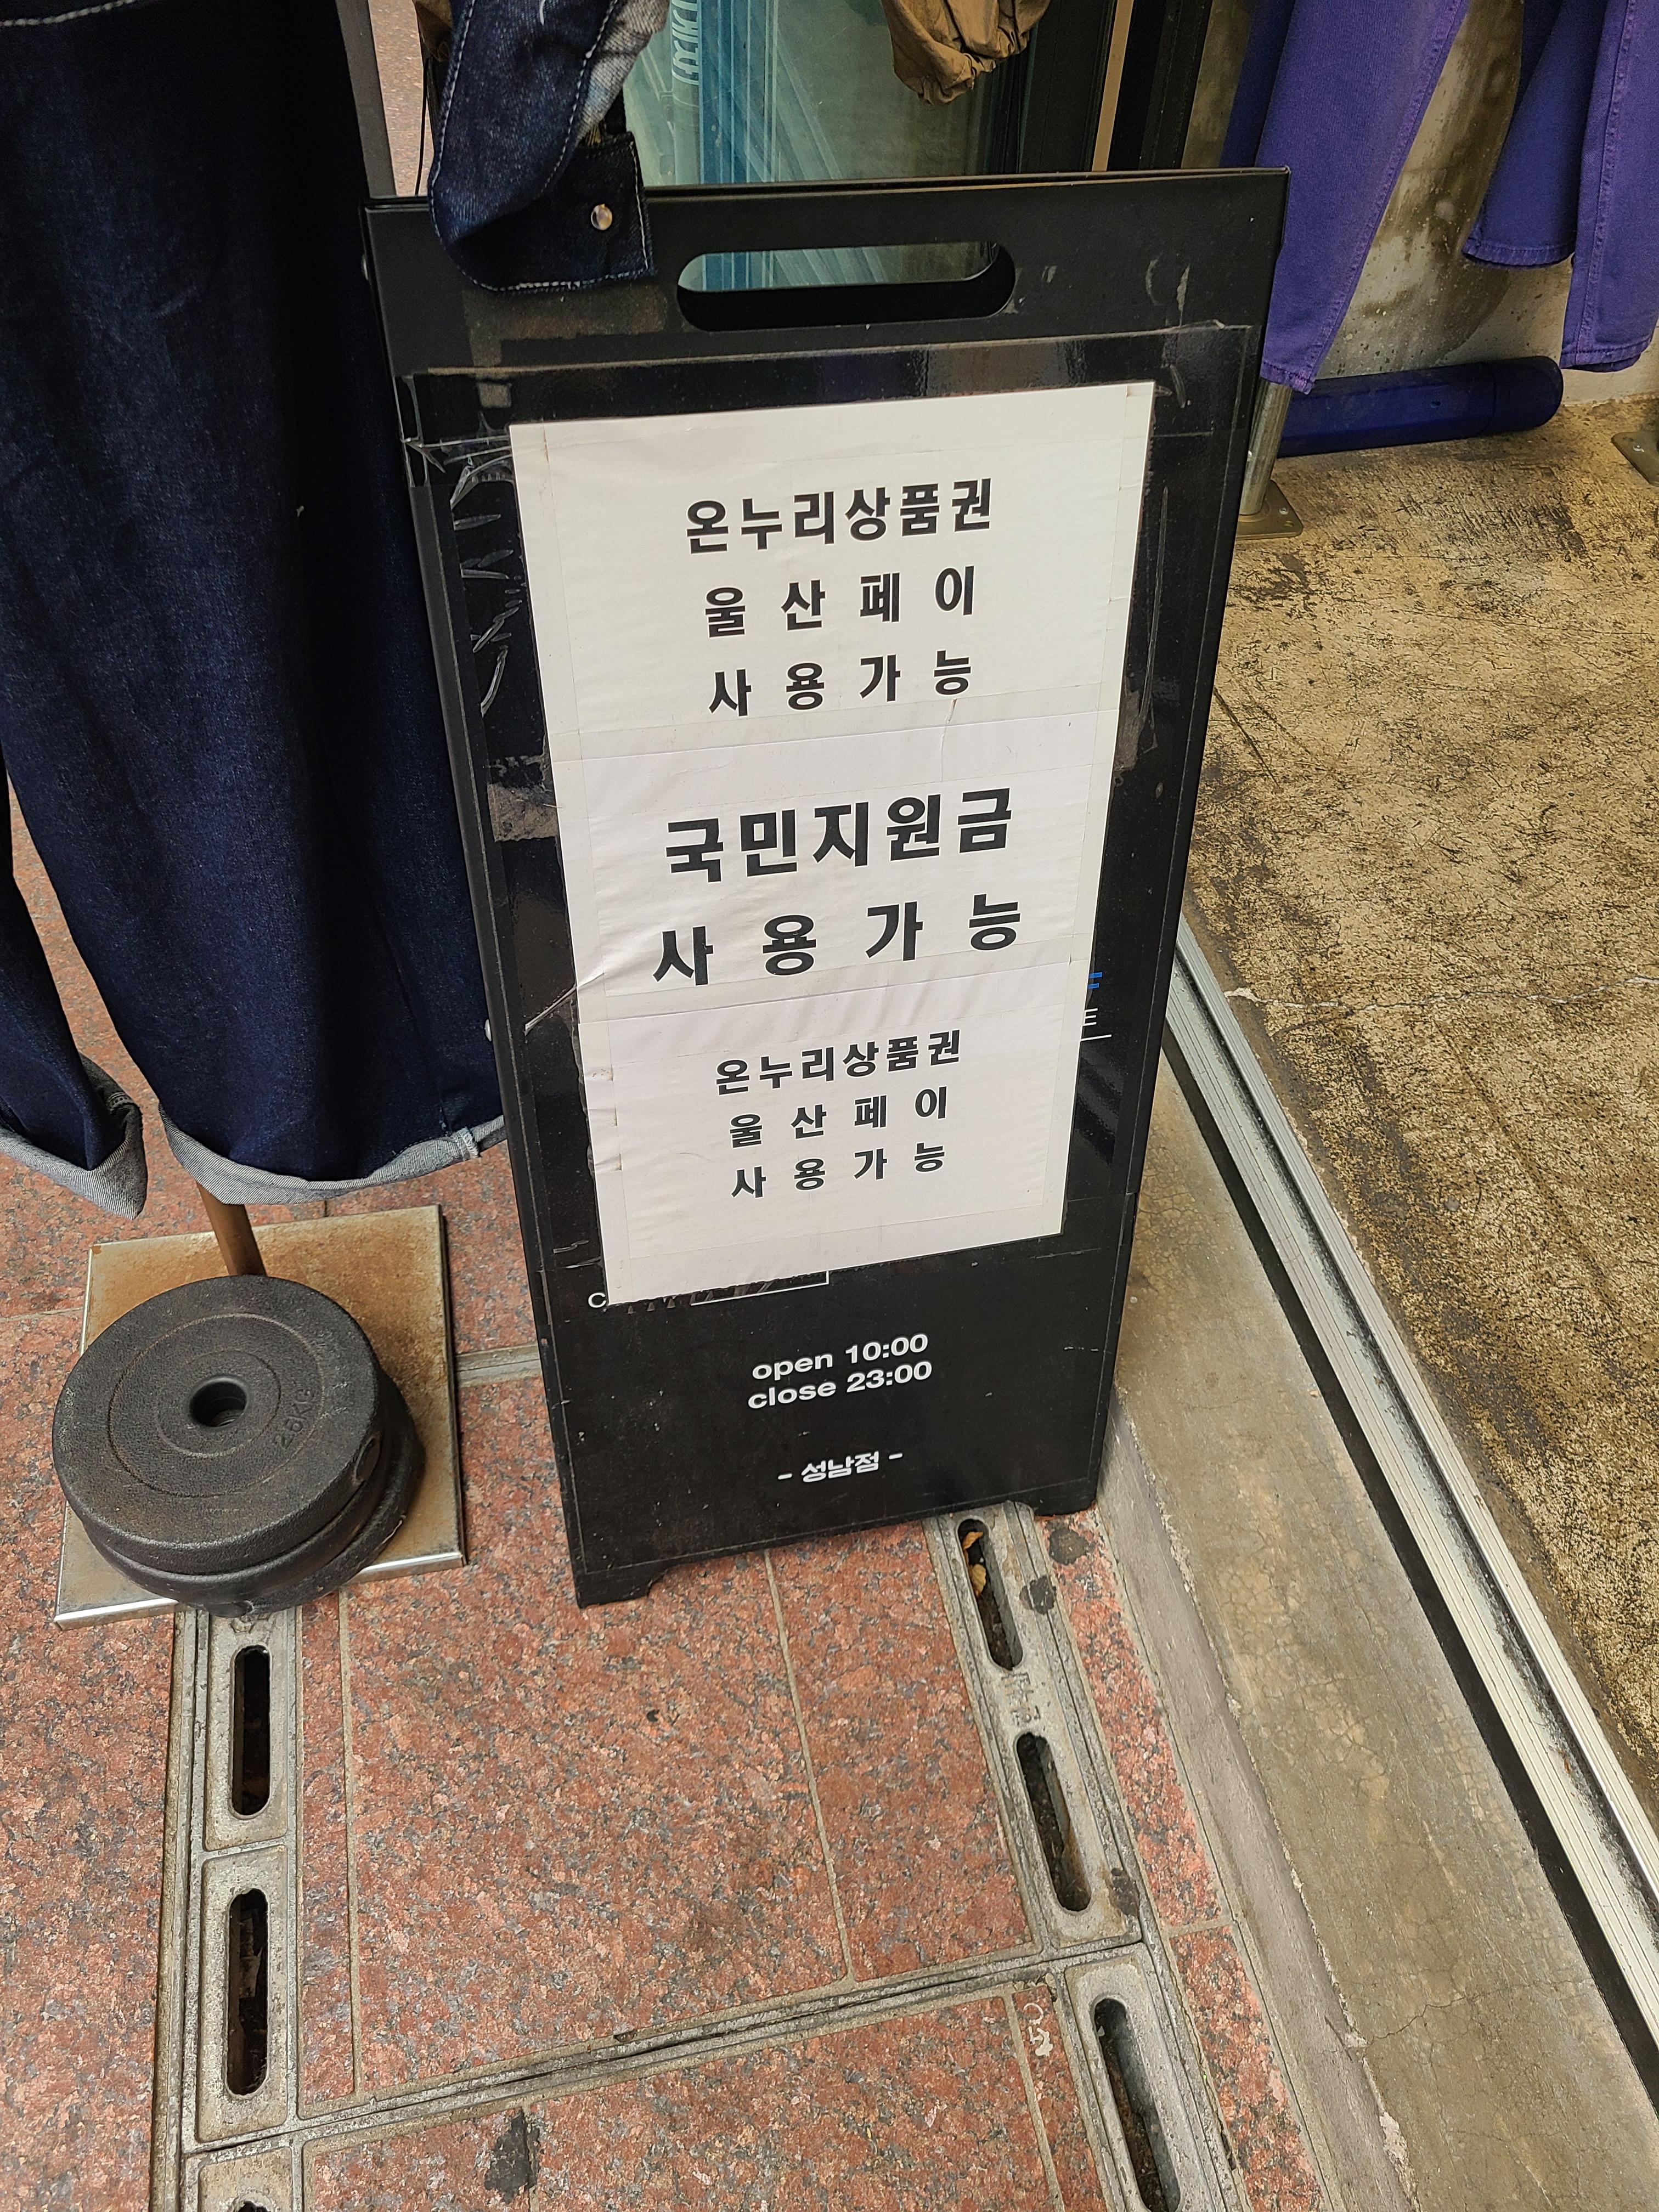 온누리상품권
울산페이
사용가능
국민지원금
사용가능
온누리상품권
울산페이
사용가능
open 10:00
close 23:00
- 성남점 -